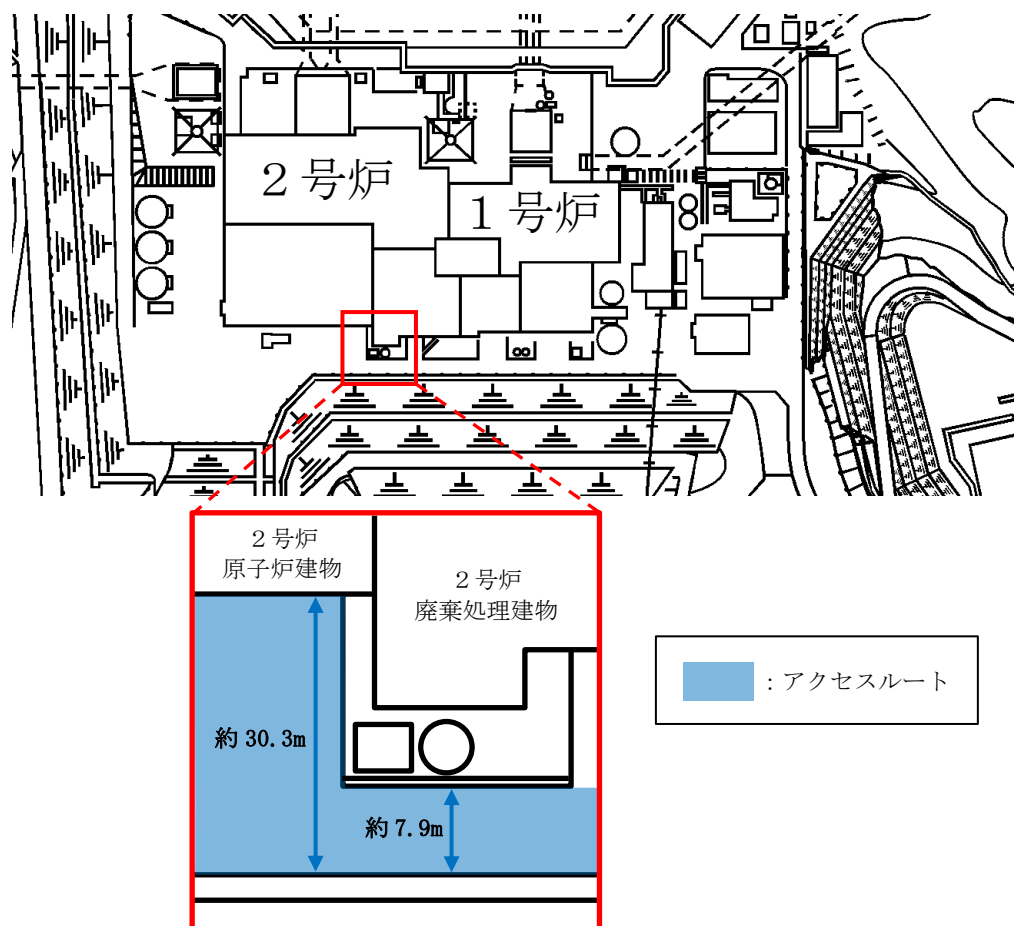 ２号炉
１号炉
２号炉
原子炉建物
２号炉
廃棄処理建物
約 30.3m
約 7.9m
：アクセスルート